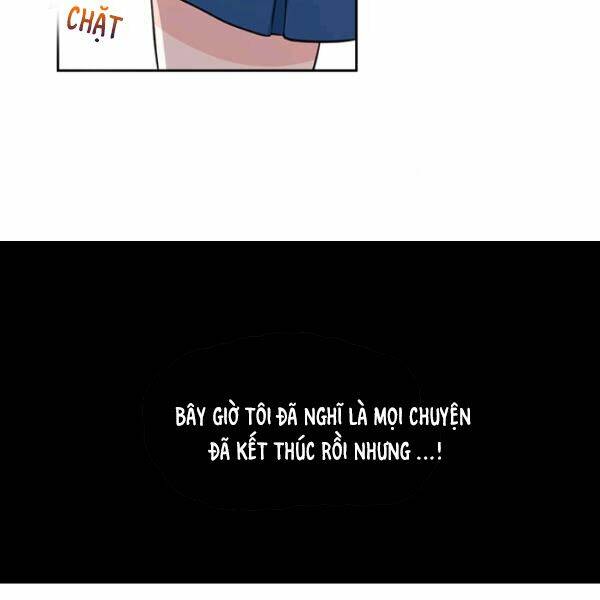 CHẶT
BÂY GIỜ TÔI ĐÃ NGHĨ LÀ MỌI CHUYỆN
ĐÃ KẾT THÚC RỒI NHƯNG ...!